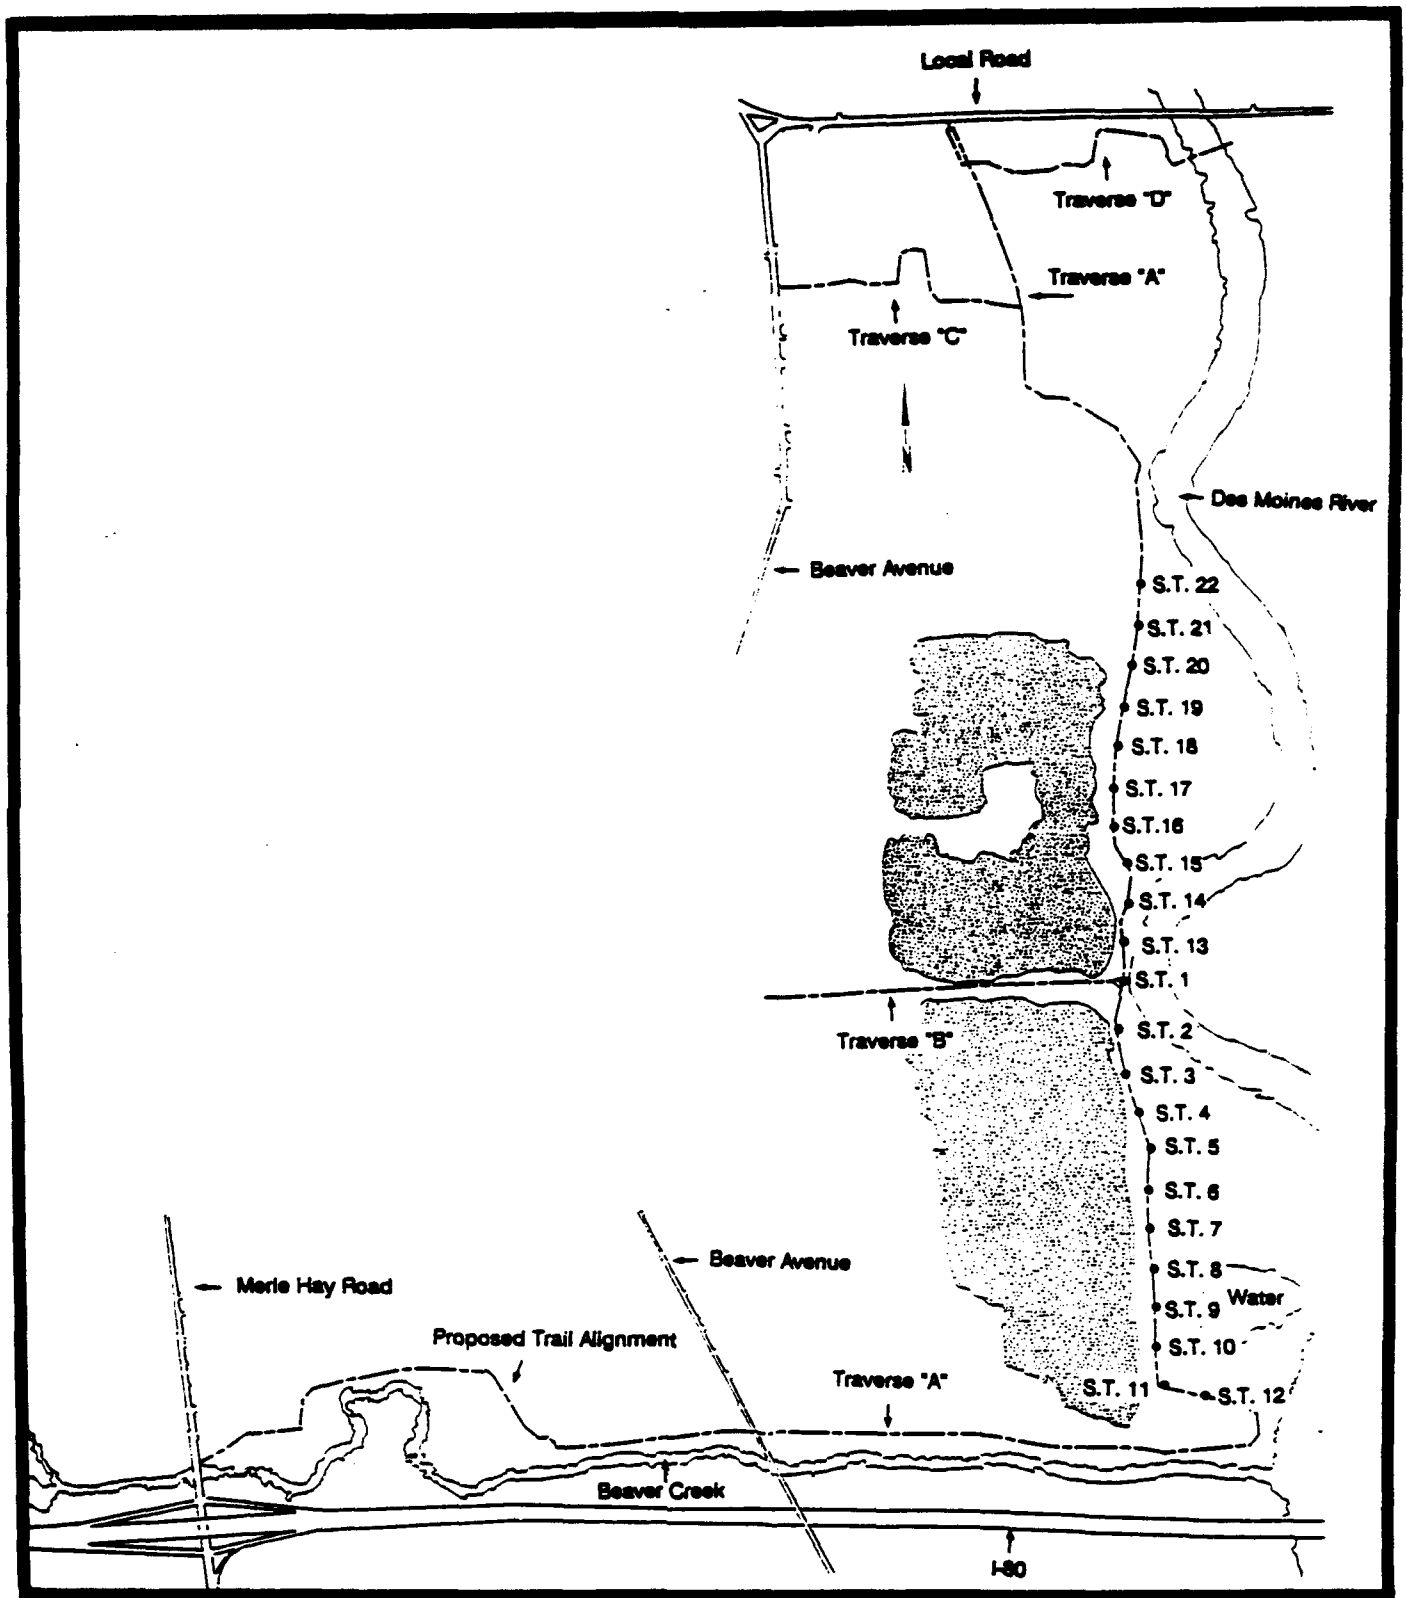 Local Road
Traverse "D"
Traverse "A"
Traverse "C"
Des Moines River
Beaver Avenue
S.T. 22
S.T. 21
S.T. 20
S.T. 19
S.T. 18
S.T. 17
S.T.16
S.T. 15
S.T. 14
S.T. 13
S.T. 1
S.T. 2
Traverse "B"
S.T. 3
S.T. 4
S.T. 5
S.T. 6
S.T. 7
Beaver Avenue
S.T. 8
Merle Hay Road
Water
S.T. 9
Proposed Trail Alignment
S.T. 10
Traverse "A"
S.T. 11
S.T. 12
Beaver Creek
I-80